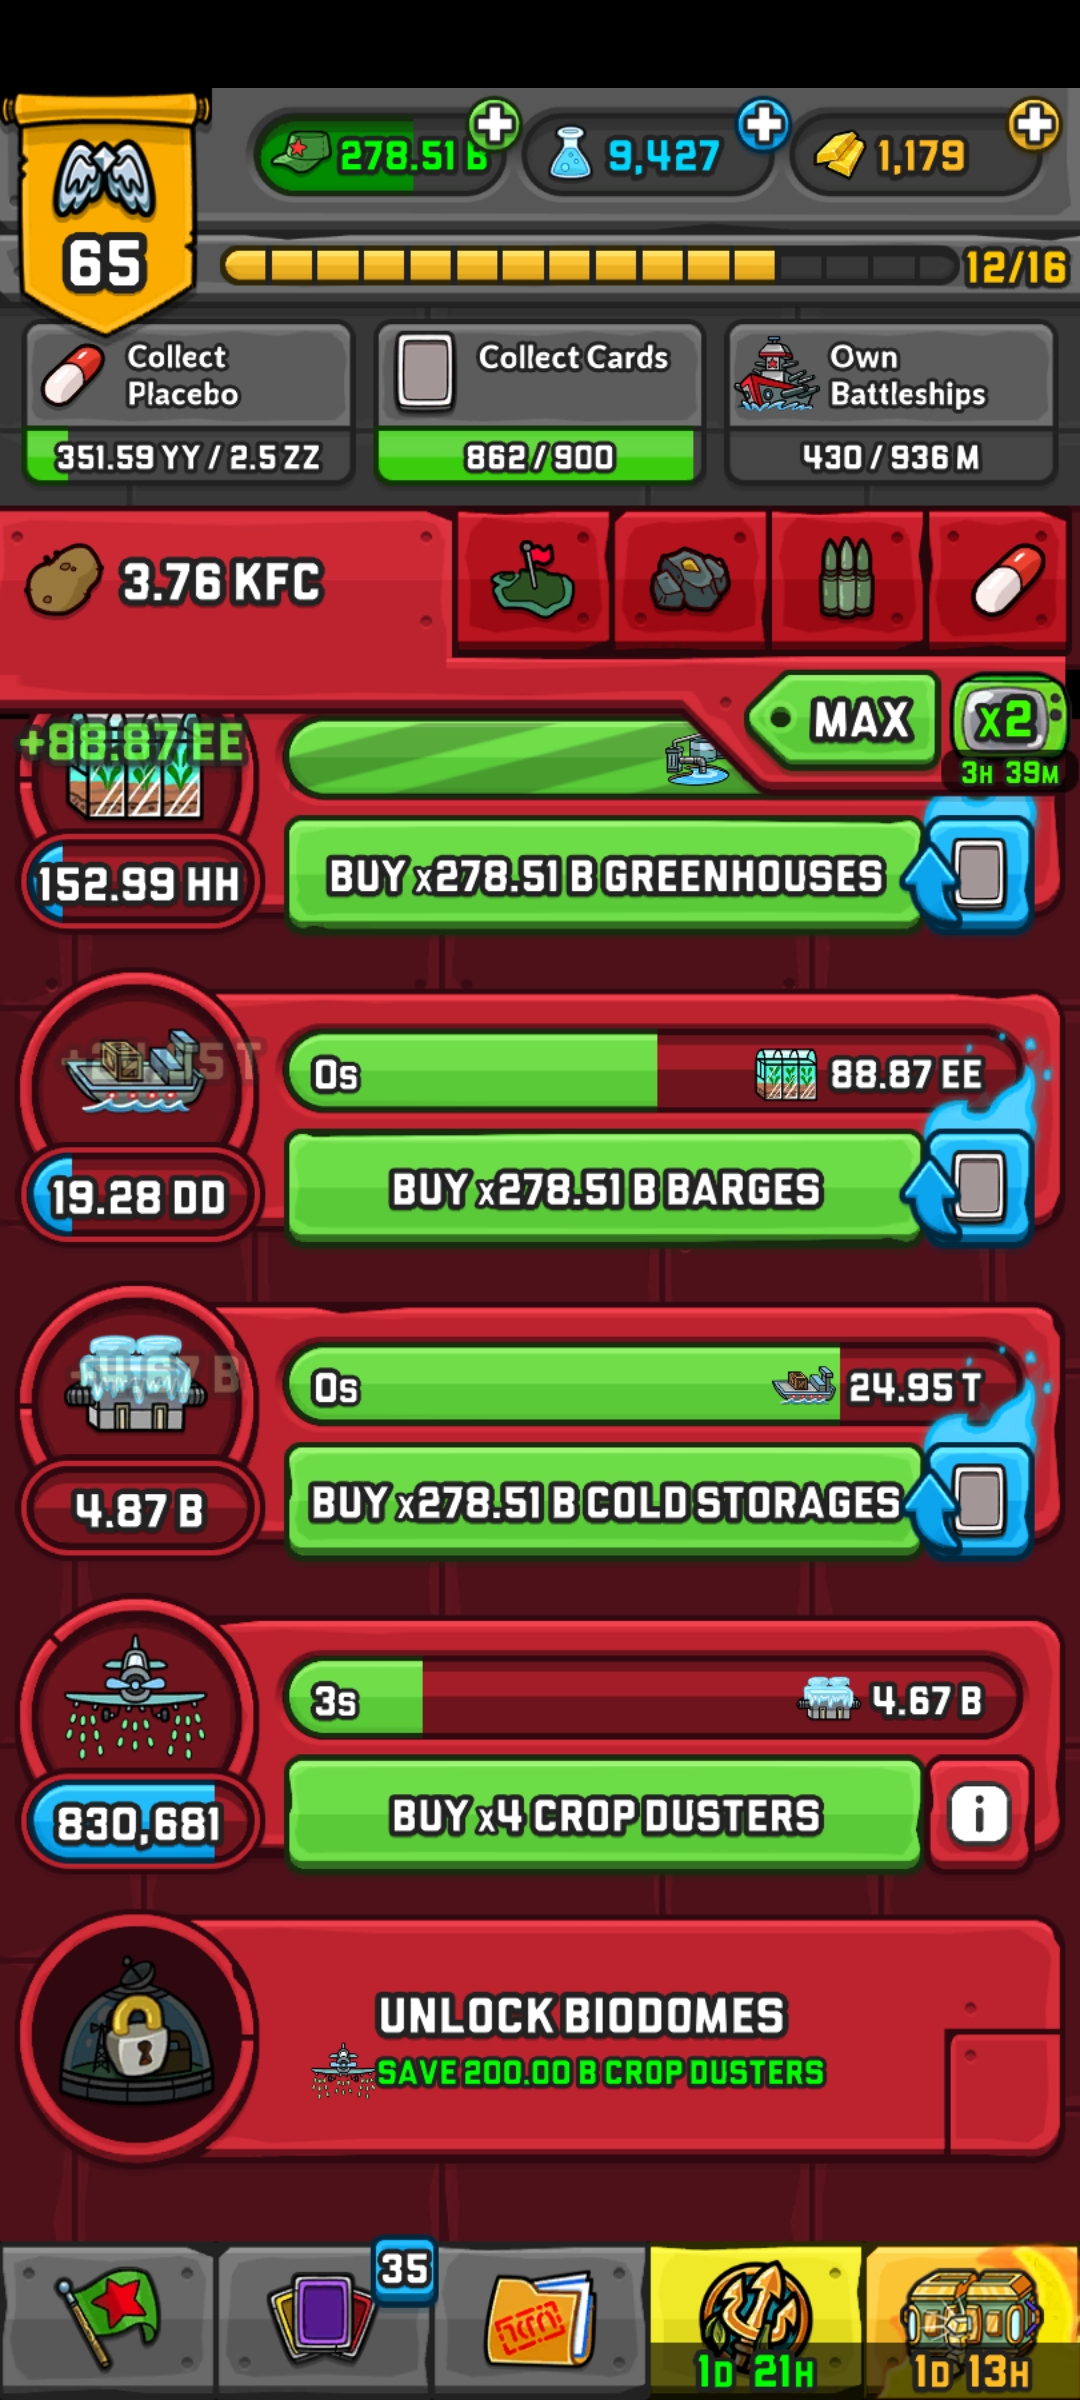 278.51 B
9,427
1,179
65
12/16
Collect
Placebo
351.59 YY / 2.5 ZZ
Collect Cards
862/900
Own
Battleships
430 / 936 M
3.76 KFC
MAX
x2
3H 39M
+88.87 EE
152.99 HH
BUY x278.51 B GREENHOUSES
0s
88.87 EE
19.28 DD
BUY x278.51 B BARGES
0s
24.95 T
4.87 B
BUY x278.51 B COLD STORAGES
3s
4.67 B
830,681
BUY x4 CROP DUSTERS
i
UNLOCK BIODOMES
SAVE 200.00 B CROP DUSTERS
35
1D 21H
1D 13H